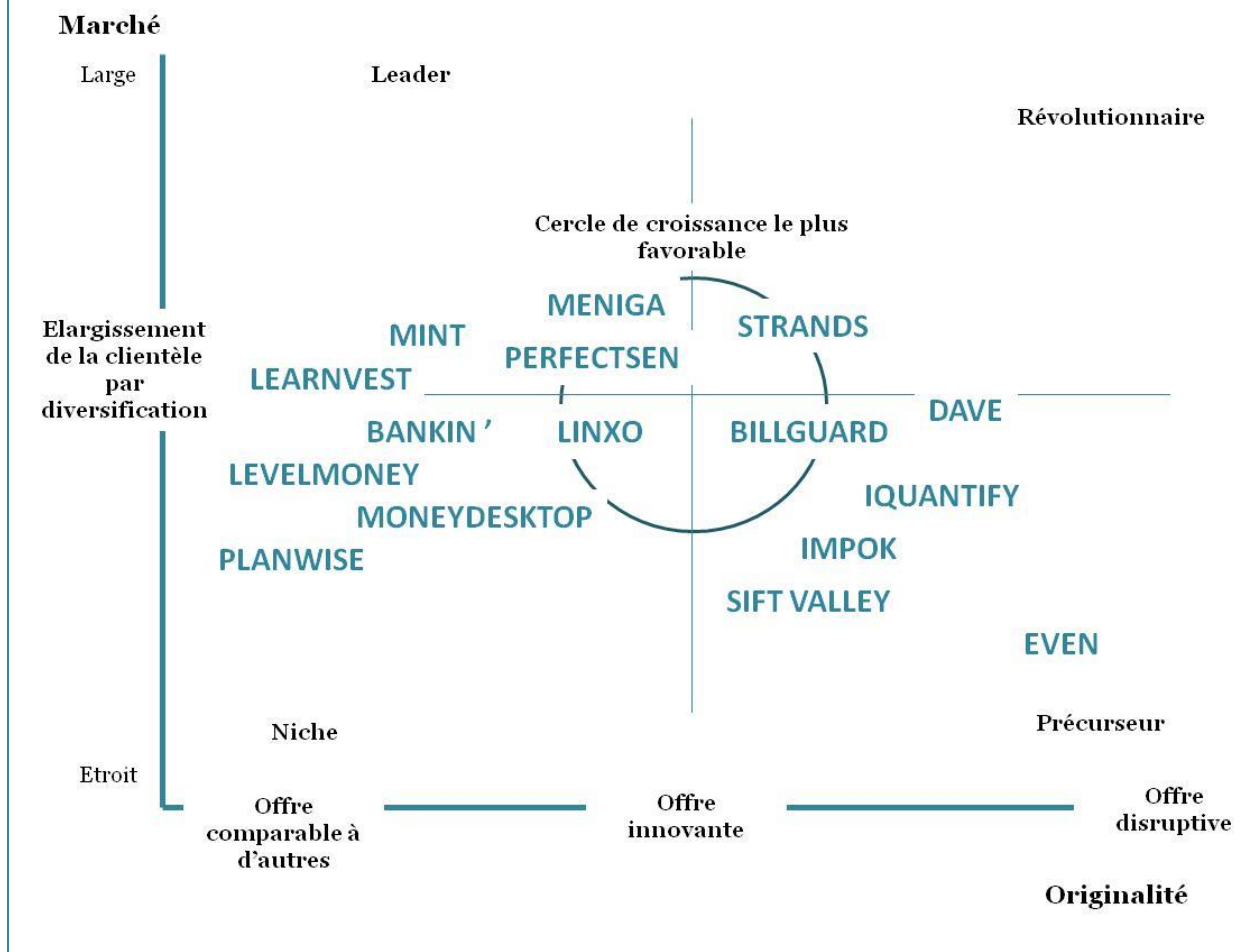 Marché
Large
Leader
Révolutionnaire
Cercle de croissance le plus
favorable
MENIGA
STRANDS
Elargissement
de la clientèle
par
diversification
MINT
PERFECTSEN
LEARNVEST
DAVE
BANKIN ’
LINXO
BILLGUARD
LEVELMONEY
IQUANTIFY
MONEYDESKTOP
IMPOK
PLANWISE
SIFT VALLEY
EVEN
Niche
Précurseur
Etroit
Offre
comparable à
d’autres
Offre
innovante
Offre
disruptive
Originalité